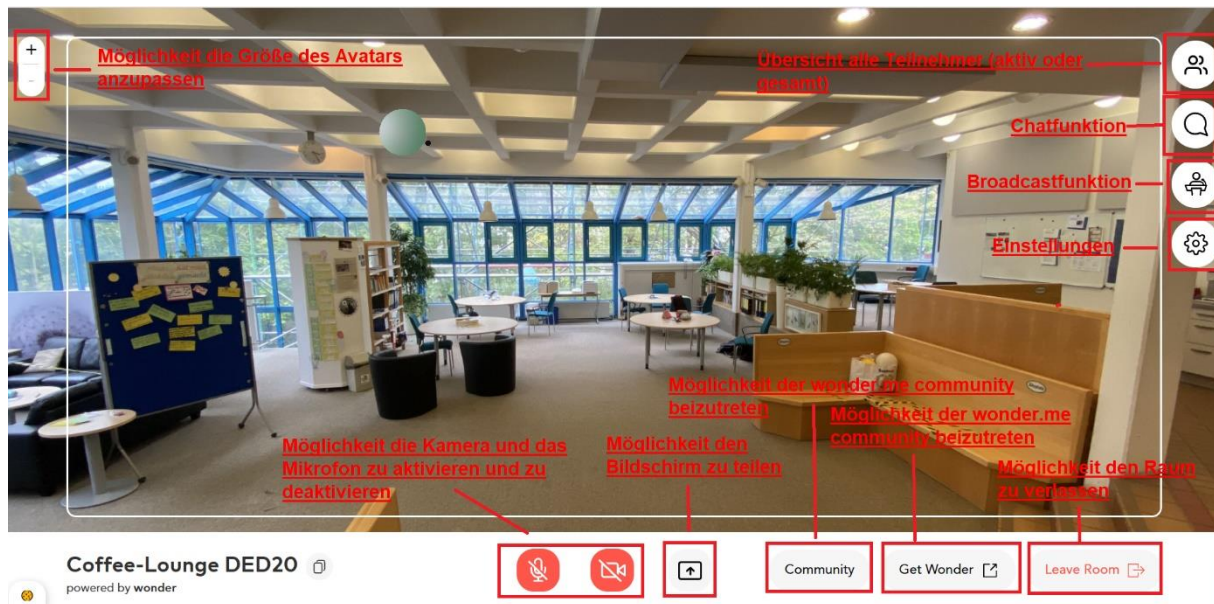 +
-
Möglichkeit die Größe des Avatars
anzupassen
Übersicht alle Teilnehmer (aktiv oder
gesamt)
Chatfunktion
Broadcastfunktion
EInstellungen
Möglichkeit der wonder.me community
beizutreten
Möglichkeit der wonder.me
community beizutreten
Möglichkeit die Kamera und das
Mikrofon zu aktivieren und zu
deaktivieren
Möglichkeit den
Bildschirm zu teilen
Möglichkeit den Raum
zu verlassen
Coffee-Lounge DED20
powered by wonder
Community
Get Wonder
Leave Room